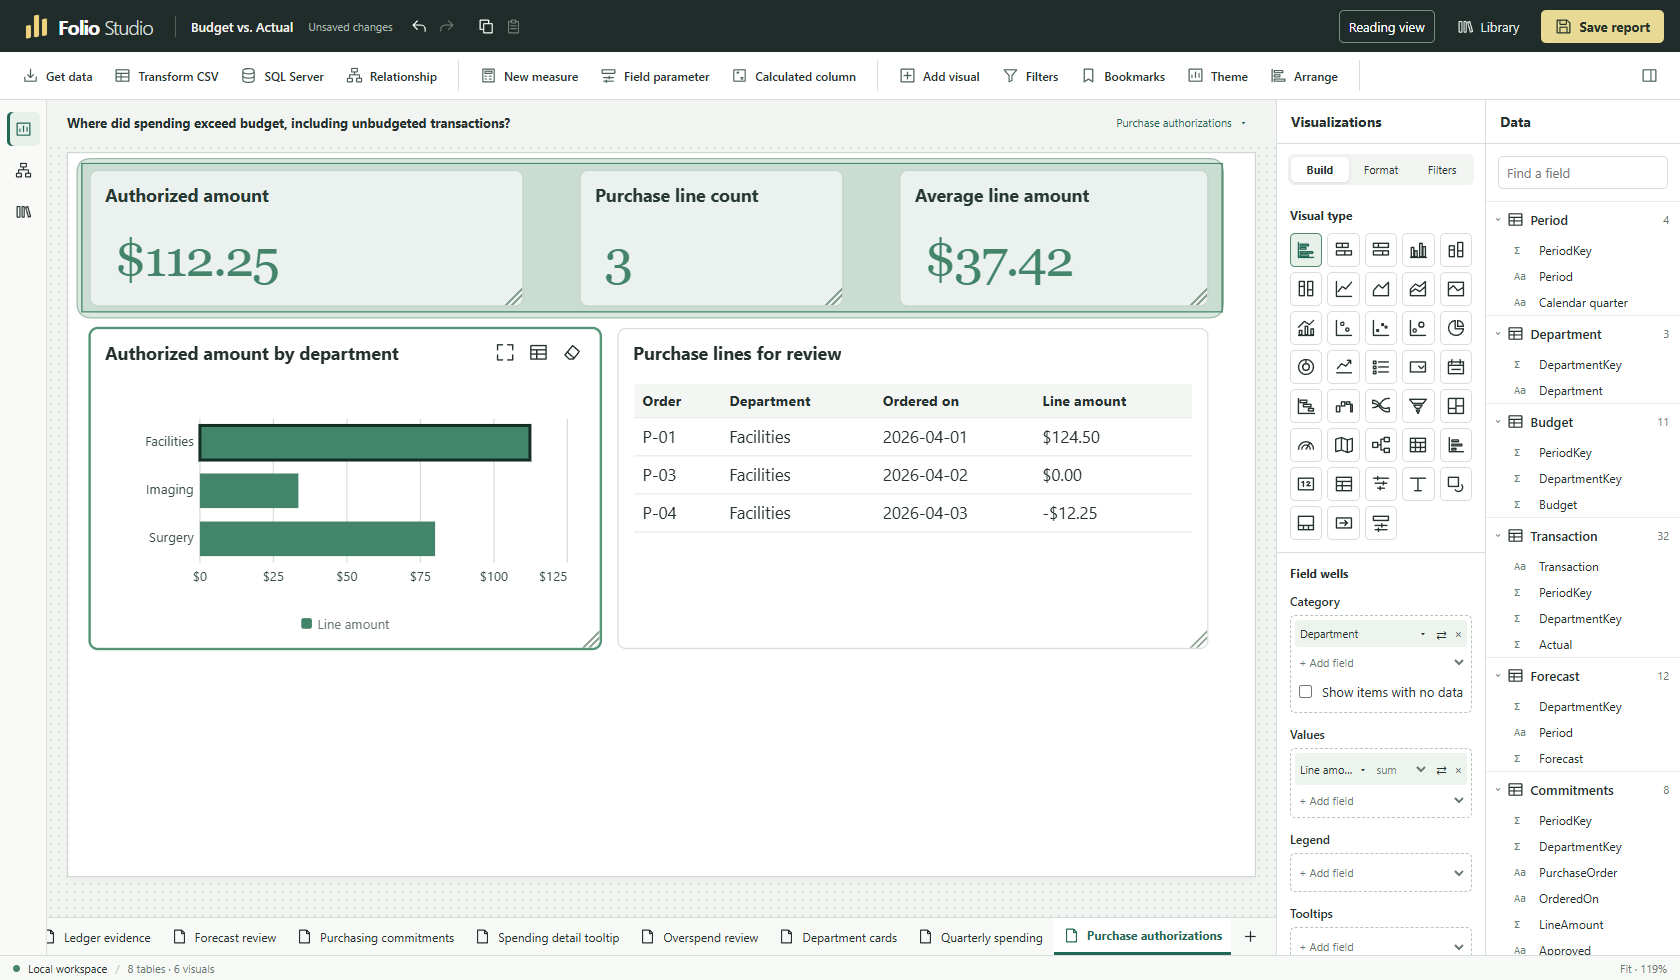 Folio Studio
Budget vs. Actual
Unsaved changes
Reading view
Library
Save report
Get data
Transform CSV
SQL Server
Relationship
New measure
Field parameter
Calculated column
Add visual
Filters
Bookmarks
Theme
Arrange
Where did spending exceed budget, including unbudgeted transactions?
Purchase authorizations
Authorized amount
$112.25
Purchase line count
3
Average line amount
$37.42
Authorized amount by department
Facilities
Imaging
Surgery
$0 $25 $50 $75 $100 $125
Line amount
Purchase lines for review
Order Department Ordered on Line amount
P-01 Facilities 2026-04-01 $124.50
P-03 Facilities 2026-04-02 $0.00
P-04 Facilities 2026-04-03 -$12.25
Visualizations
Build
Format
Filters
Visual type
12
Field wells
Category
Department
+ Add field
Show items with no data
Values
Line amo...
sum
+ Add field
Legend
+ Add field
Tooltips
+ Add field
Data
Find a field
Period 4
Σ PeriodKey
Aa Period
Aa Calendar quarter
Department 3
Σ DepartmentKey
Aa Department
Budget 11
Σ PeriodKey
Σ DepartmentKey
Σ Budget
Transaction 32
Aa Transaction
Σ PeriodKey
Σ DepartmentKey
Σ Actual
Forecast 12
Σ DepartmentKey
Aa Period
Σ Forecast
Commitments 8
Σ PeriodKey
Σ DepartmentKey
Aa PurchaseOrder
Aa OrderedOn
Σ LineAmount
Aa Approved
Ledger evidence
Forecast review
Purchasing commitments
Spending detail tooltip
Overspend review
Department cards
Quarterly spending
Purchase authorizations
Local workspace / 8 tables · 6 visuals
Fit · 119%